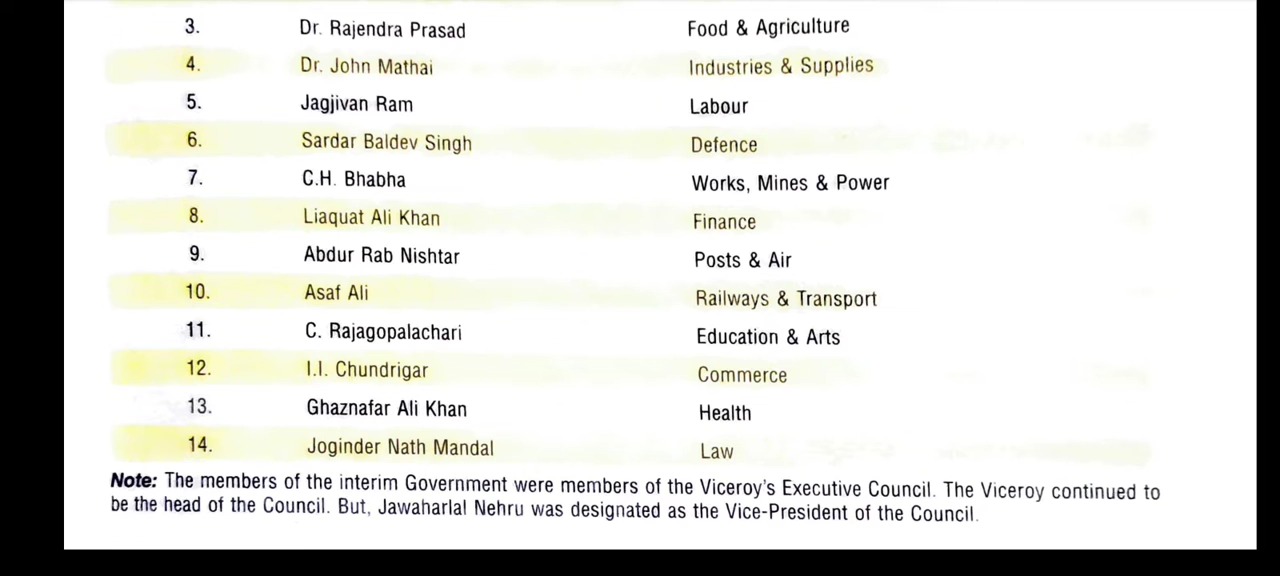 3. Dr. Rajendra Prasad Food & Agriculture
4. Dr. John Mathai Industries & Supplies
5. Jagjivan Ram Labour
6. Sardar Baldev Singh Defence
7. C.H. Bhabha Works, Mines & Power
8. Liaquat Ali Khan Finance
9. Abdur Rab Nishtar Posts & Air
10. Asaf Ali Railways & Transport
11. C. Rajagopalachari Education & Arts
12. I.I. Chundrigar Commerce
13. Ghaznafar Ali Khan Health
14. Joginder Nath Mandal Law
Note: The members of the interim Government were members of the Viceroy's Executive Council. The Viceroy continued to
be the head of the Council. But, Jawaharlal Nehru was designated as the Vice-President of the Council.